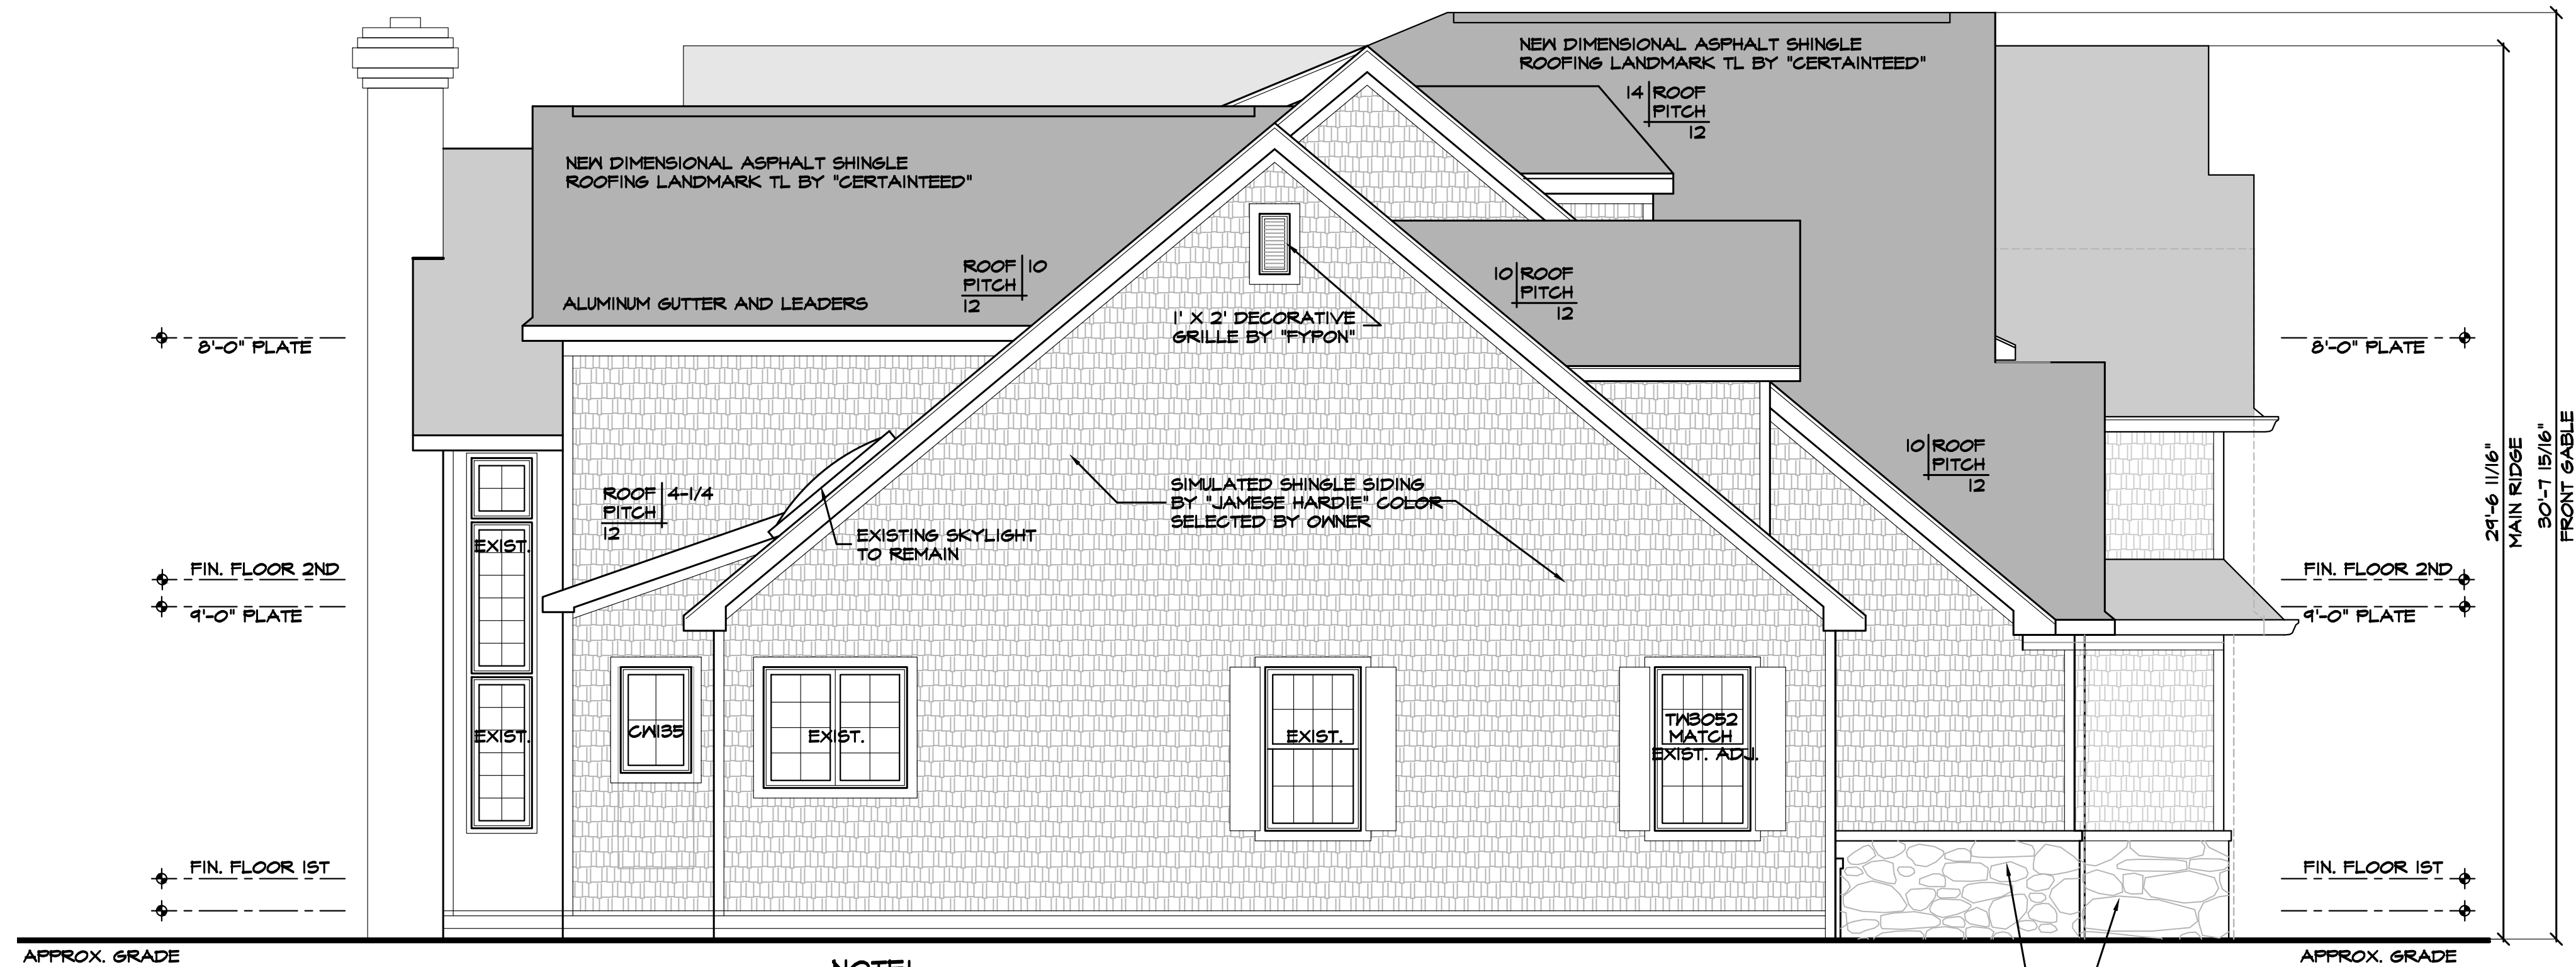 NEW DIMENSIONAL ASPHALT SHINGLE
ROOFING LANDMARK TL BY "CERTAINTEED"
14 ROOF
PITCH
12
NEW DIMENSIONAL ASPHALT SHINGLE
ROOFING LANDMARK TL BY "CERTAINTEED"
ROOF 10
PITCH
12
10 ROOF
PITCH
12
ALUMINUM GUTTER AND LEADERS
1' X 2' DECORATIVE
GRILLE BY "FYPON"
8'-0" PLATE
8'-0" PLATE
10 ROOF
PITCH
12
29'-6 11/16"
MAIN RIDGE
30'-7 15/16"
FRONT GABLE
ROOF 4-1/4
PITCH
12
SIMULATED SHINGLE SIDING
BY "JAMESE HARDIE" COLOR
SELECTED BY OWNER
EXISTING SKYLIGHT
TO REMAIN
EXIST.
FIN. FLOOR 2ND
9'-0" PLATE
FIN. FLOOR 2ND
9'-0" PLATE
EXIST.
CW135
EXIST.
EXIST.
TW3052
MATCH
EXIST. ADJ.
FIN. FLOOR 1ST
FIN. FLOOR 1ST
APPROX. GRADE
APPROX. GRADE
NOTE!